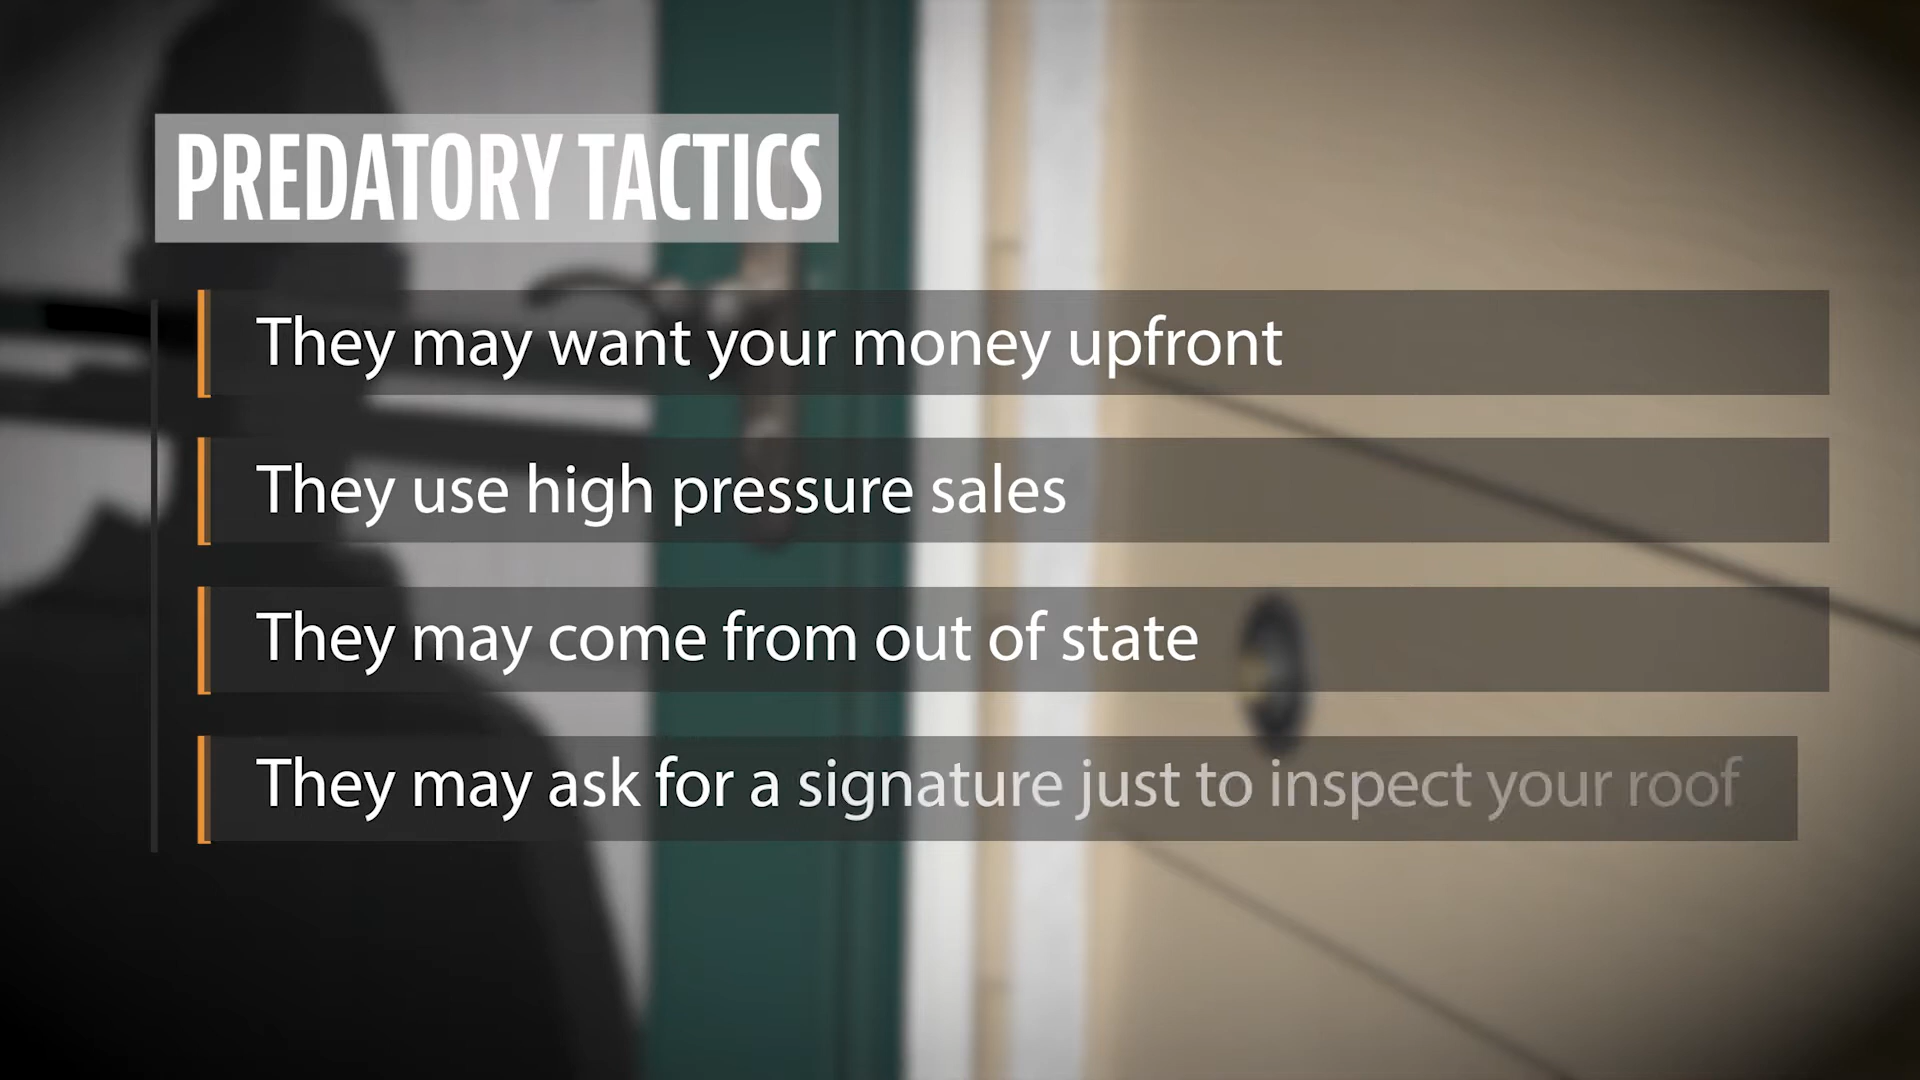 PREDATORY TACTICS
They may want your money upfront
They use high pressure sales
They may come from out of state
They may ask for a signature just to inspect your roof